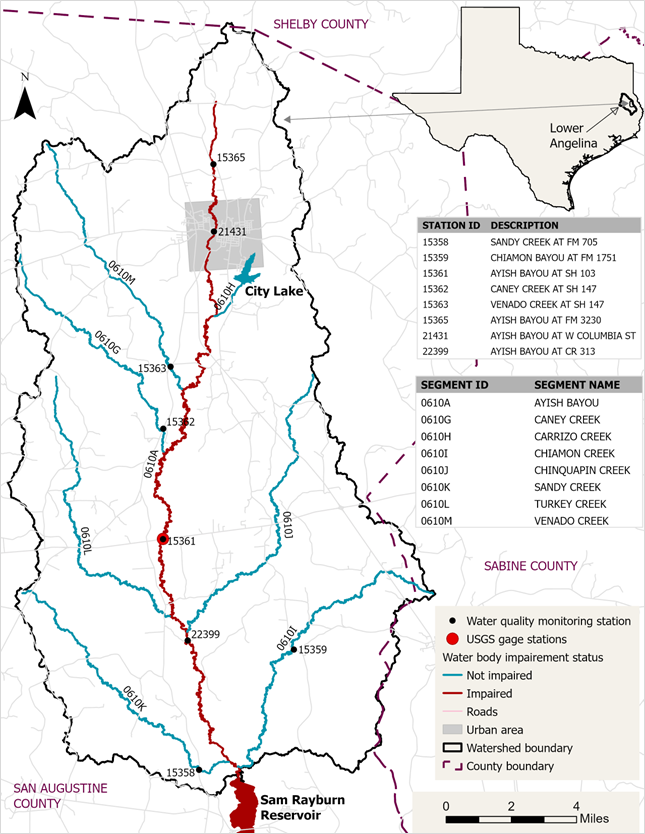 SHELBY COUNTY
N
Lower
Angelina
15365
21431
City Lake
0610H
0610M
0610G
15363
15362
0610A
0610J
0610L
15361
22399
0610I
15359
0610K
15358
SABINE COUNTY
SAN AUGUSTINE
COUNTY
Sam Rayburn
Reservoir
STATION ID DESCRIPTION
15358 SANDY CREEK AT FM 705
15359 CHIAMON BAYOU AT FM 1751
15361 AYISH BAYOU AT SH 103
15362 CANEY CREEK AT SH 147
15363 VENADO CREEK AT SH 147
15365 AYISH BAYOU AT FM 3230
21431 AYISH BAYOU AT W COLUMBIA ST
22399 AYISH BAYOU AT CR 313
SEGMENT ID SEGMENT NAME
0610A AYISH BAYOU
0610G CANEY CREEK
0610H CARRIZO CREEK
0610I CHIAMON CREEK
0610J CHINQUAPIN CREEK
0610K SANDY CREEK
0610L TURKEY CREEK
0610M VENADO CREEK
Water quality monitoring station
USGS gage stations
Water body impairement status
Not impaired
Impaired
Roads
Urban area
Watershed boundary
County boundary
0 2 4
Miles